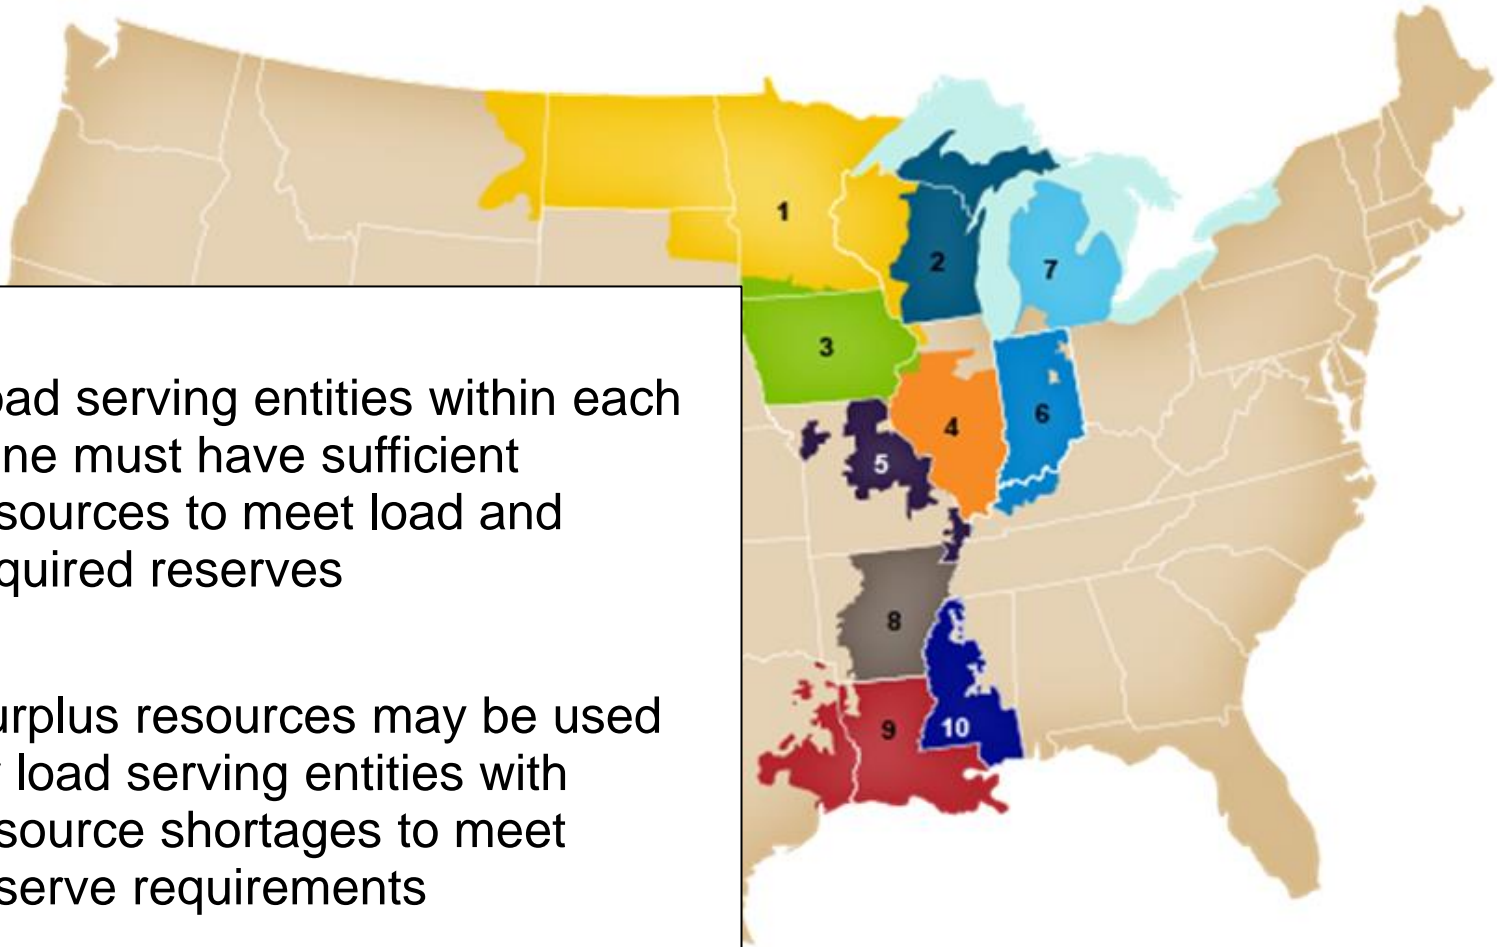 1
2
7
3
4
6
5
8
9
10
oad serving entities within each
ne must have sufficient
sources to meet load and
quired reserves
urplus resources may be used
load serving entities with
source shortages to meet
serve requirements